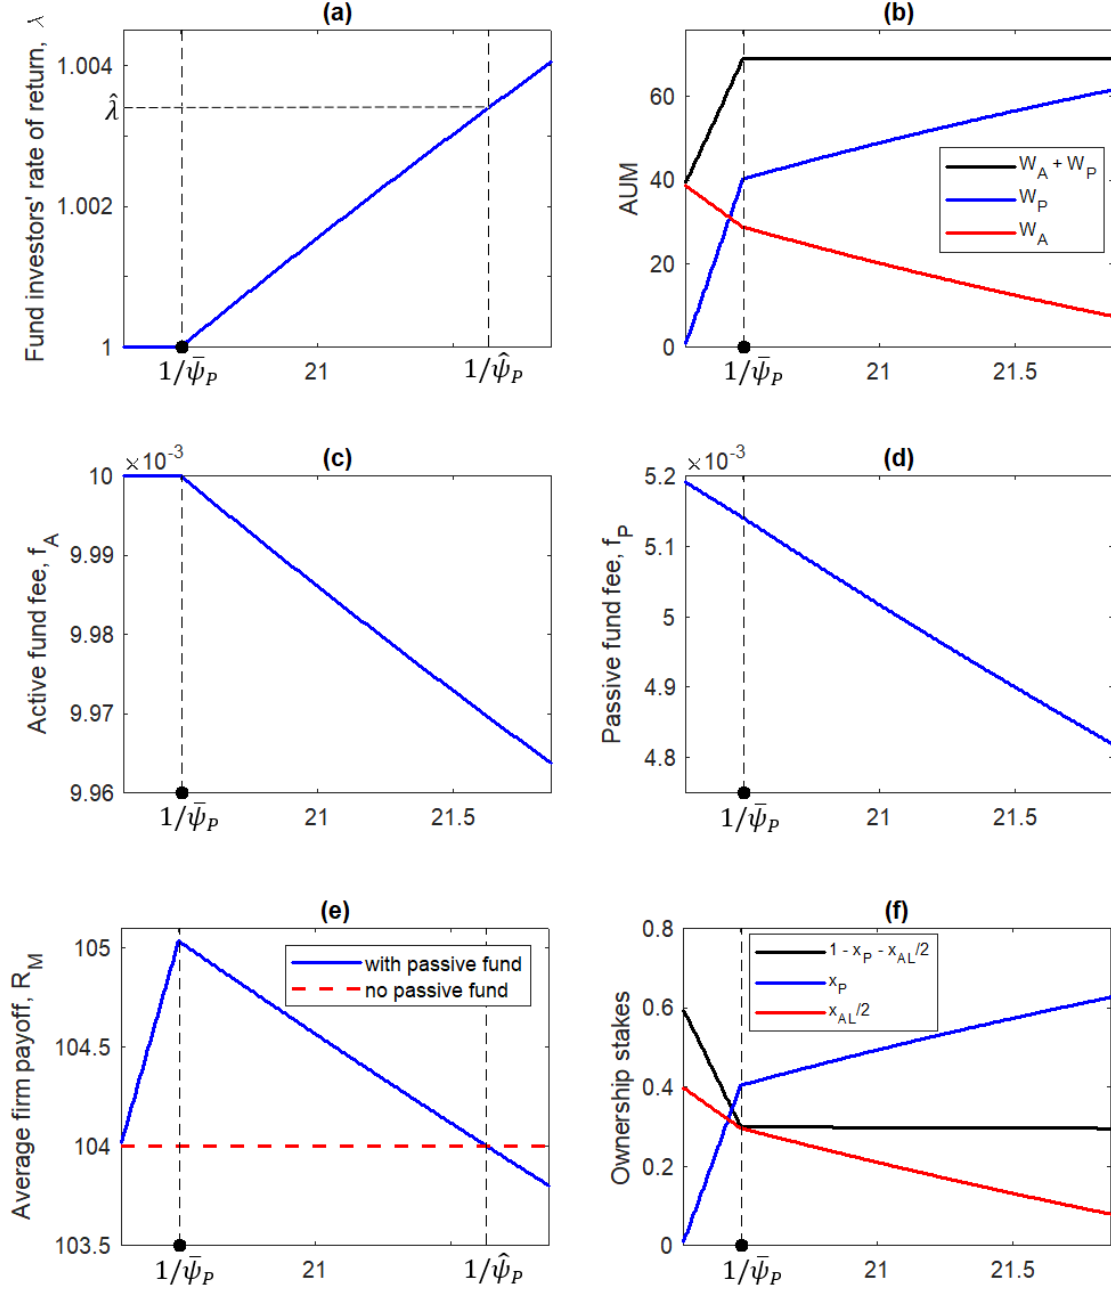 (a)
Fund investors' rate of return, λ
1.004
λ̂
1.002
1
1/ψ̄_P
21
1/ψ̂_P
(b)
AUM
60
40
20
0
W_A + W_P
W_P
W_A
1/ψ̄_P
21
21.5
(c)
×10^-3
Active fund fee, f_A
10
9.99
9.98
9.97
9.96
1/ψ̄_P
21
21.5
(d)
×10^-3
Passive fund fee, f_P
5.2
5.1
5
4.9
4.8
1/ψ̄_P
21
21.5
(e)
Average firm payoff, R_M
105
104.5
104
103.5
with passive fund
no passive fund
1/ψ̄_P
21
1/ψ̂_P
(f)
Ownership stakes
0.8
0.6
0.4
0.2
0
1 - x_P - x_AL/2
x_P
x_AL/2
1/ψ̄_P
21
21.5